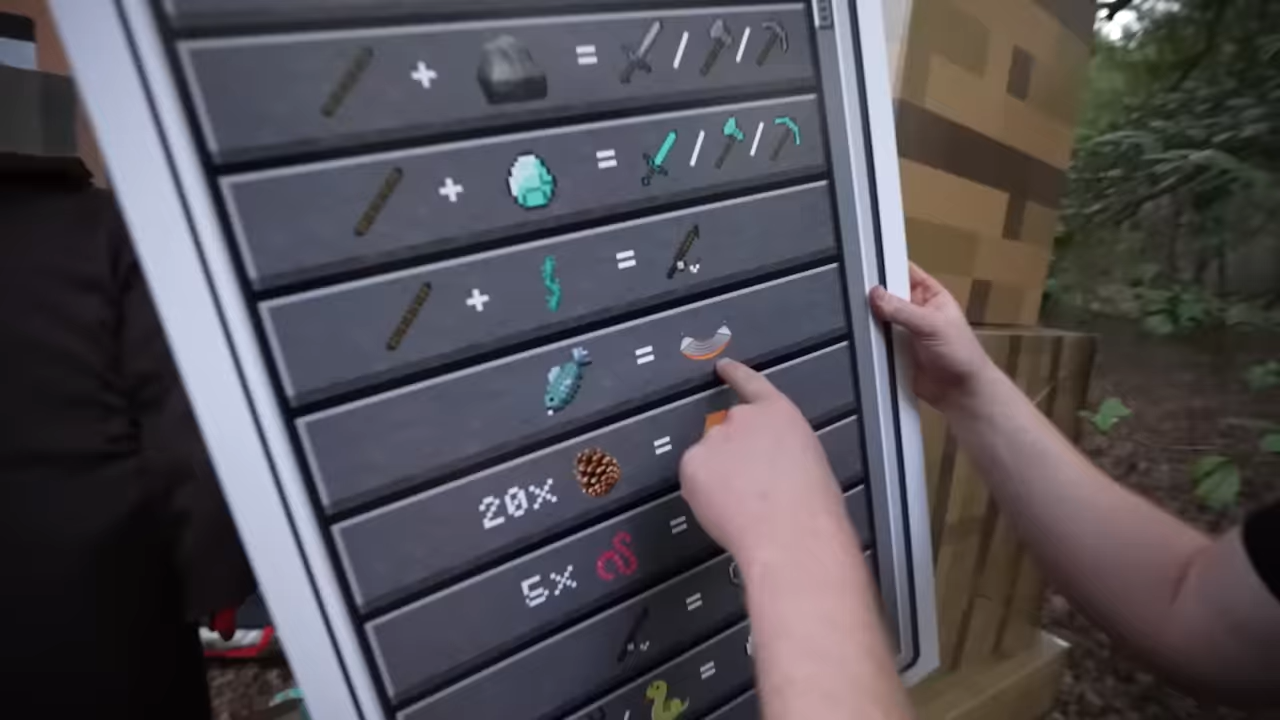 + = / /
+ = / /
+ =
=
20x =
5x =
=
/ =